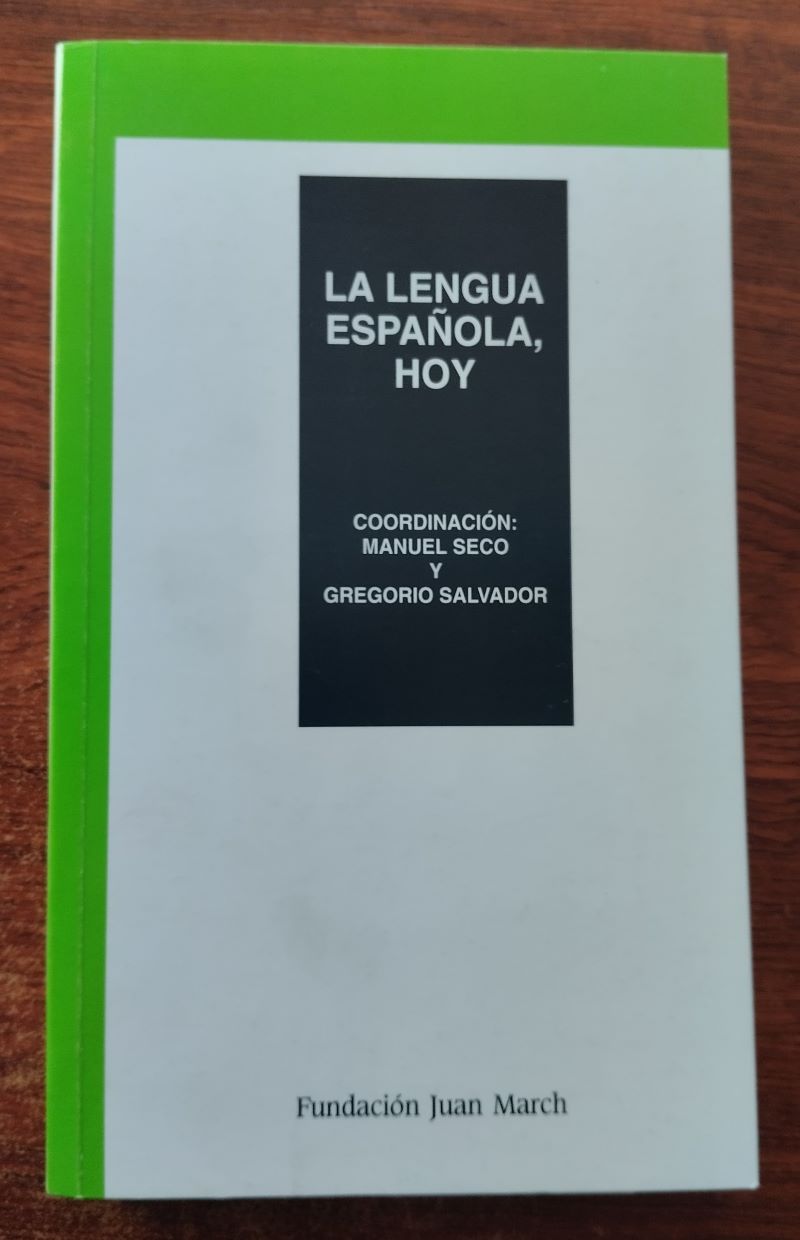 LA LENGUA
ESPAÑOLA,
HOY
COORDINACIÓN:
MANUEL SECO
Y
GREGORIO SALVADOR
Fundación Juan March